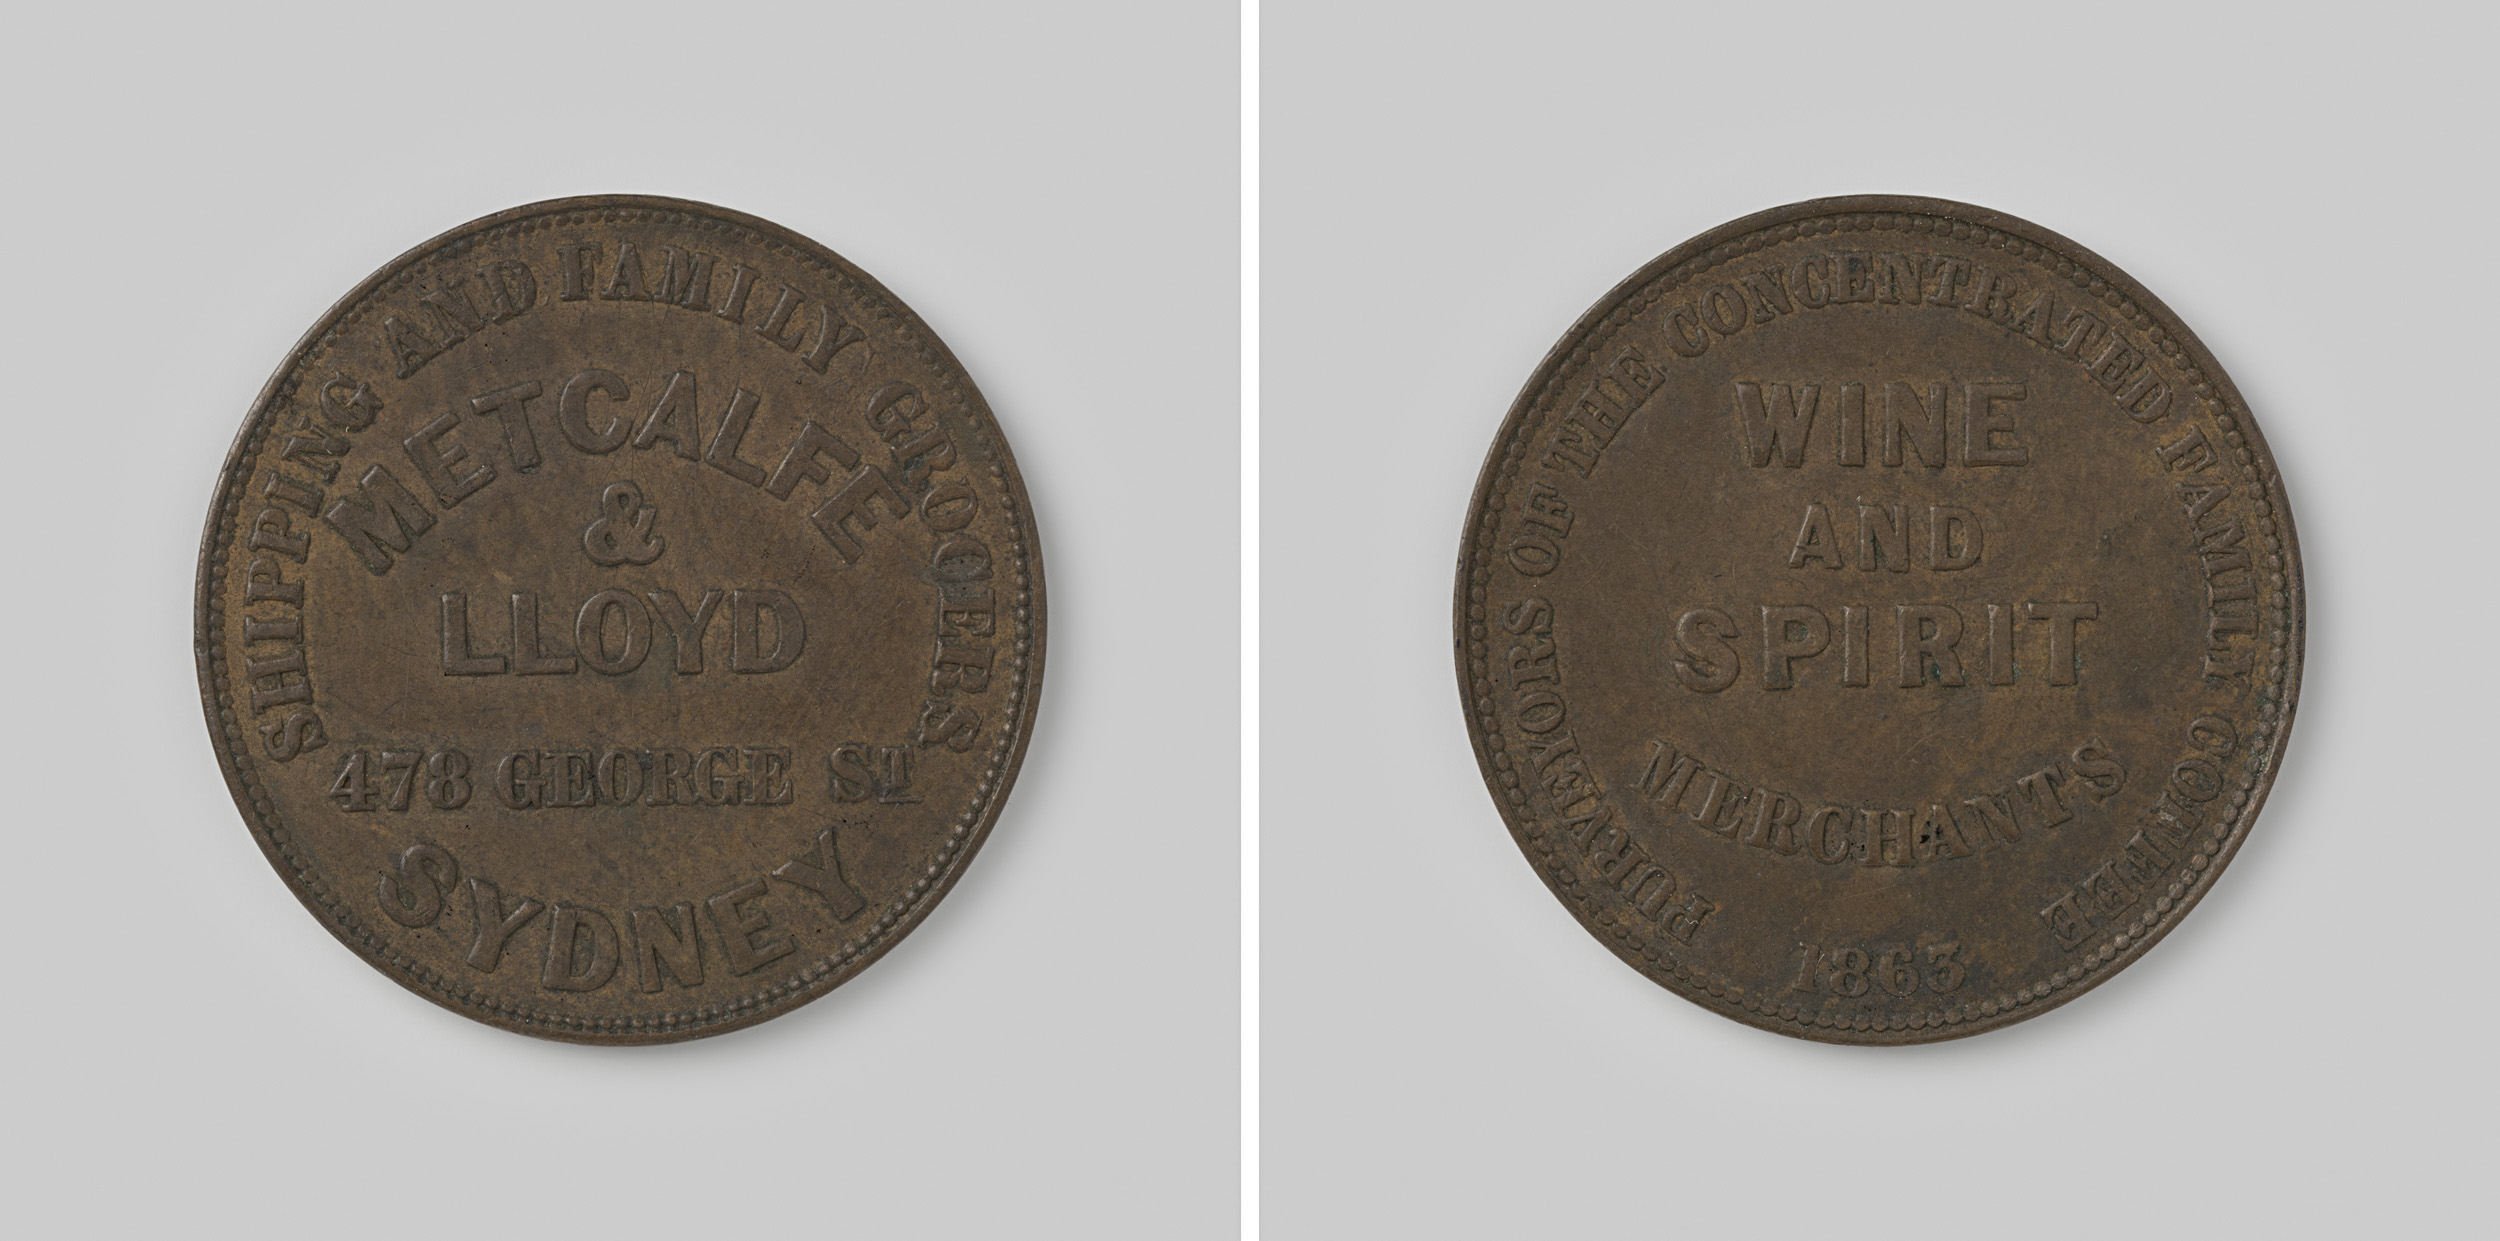 SHIPPING AND FAMILY GROCERS
METCALFE
&
LLOYD
478 GEORGE ST
SYDNEY
PURVEYORS OF THE CONCENTRATED FAMILY COFFEE
WINE
AND
SPIRIT
MERCHANTS
1863